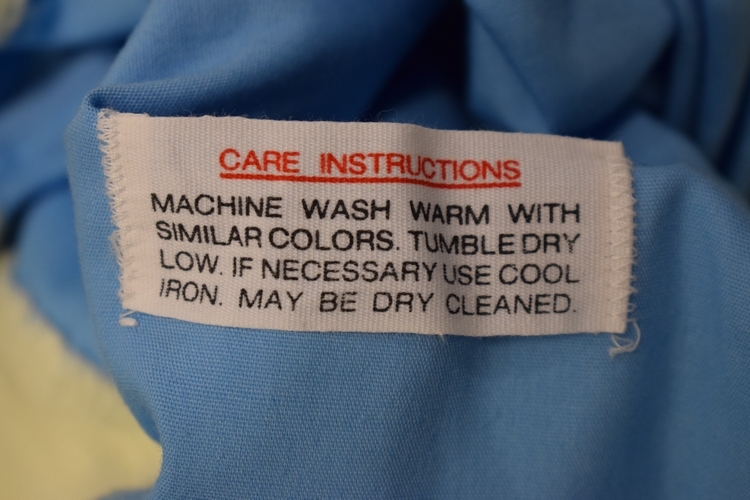 CARE INSTRUCTIONS
MACHINE WASH WARM WITH
SIMILAR COLORS. TUMBLE DRY
LOW. IF NECESSARY USE COOL
IRON. MAY BE DRY CLEANED.